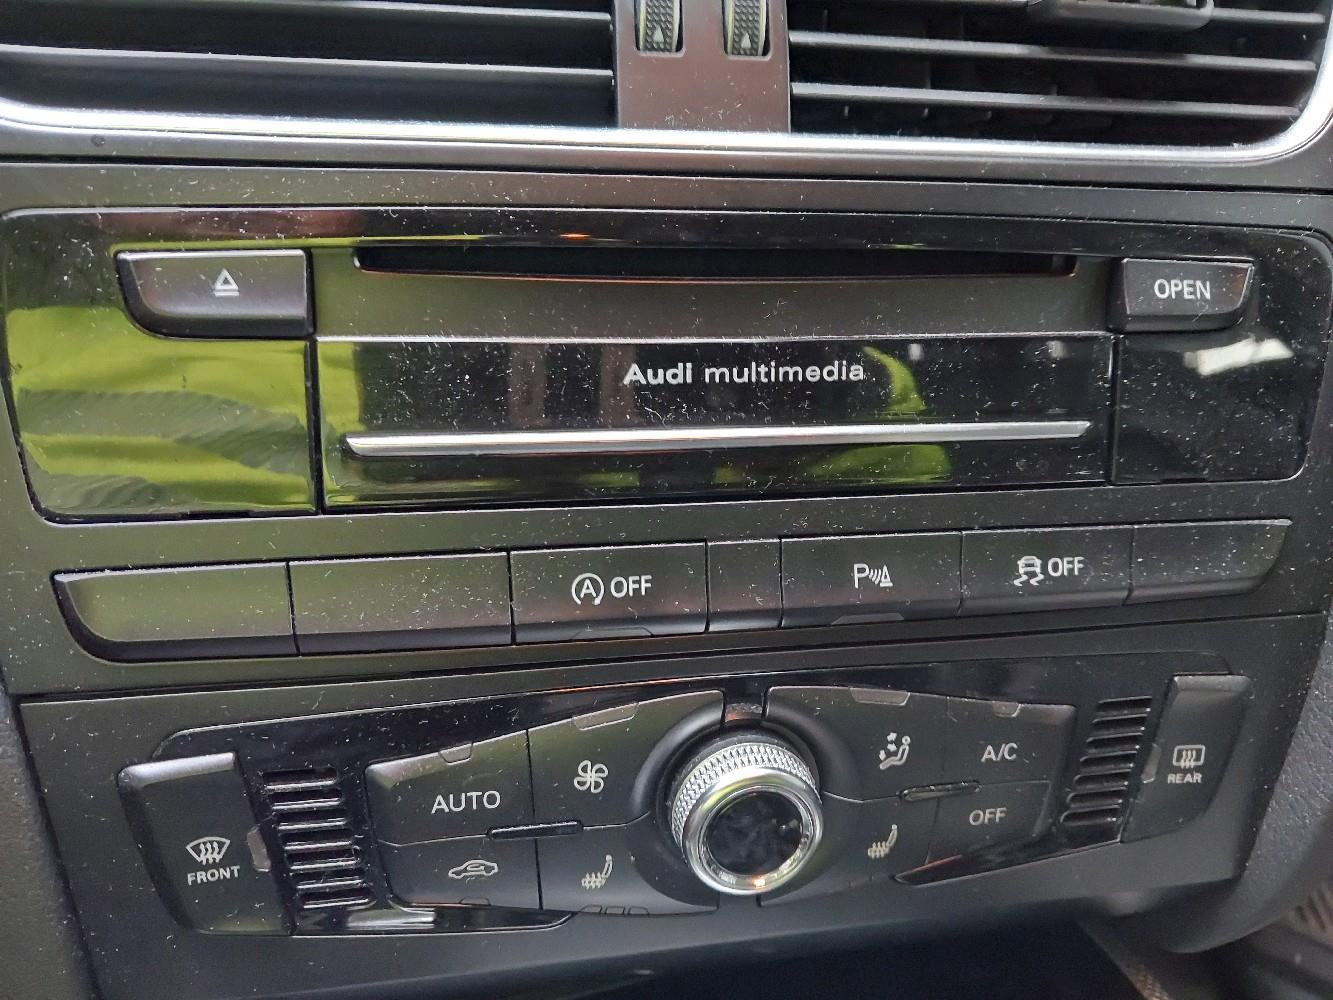 OPEN
Audi multimedia
A OFF
P
OFF
AUTO
A/C
OFF
FRONT
REAR